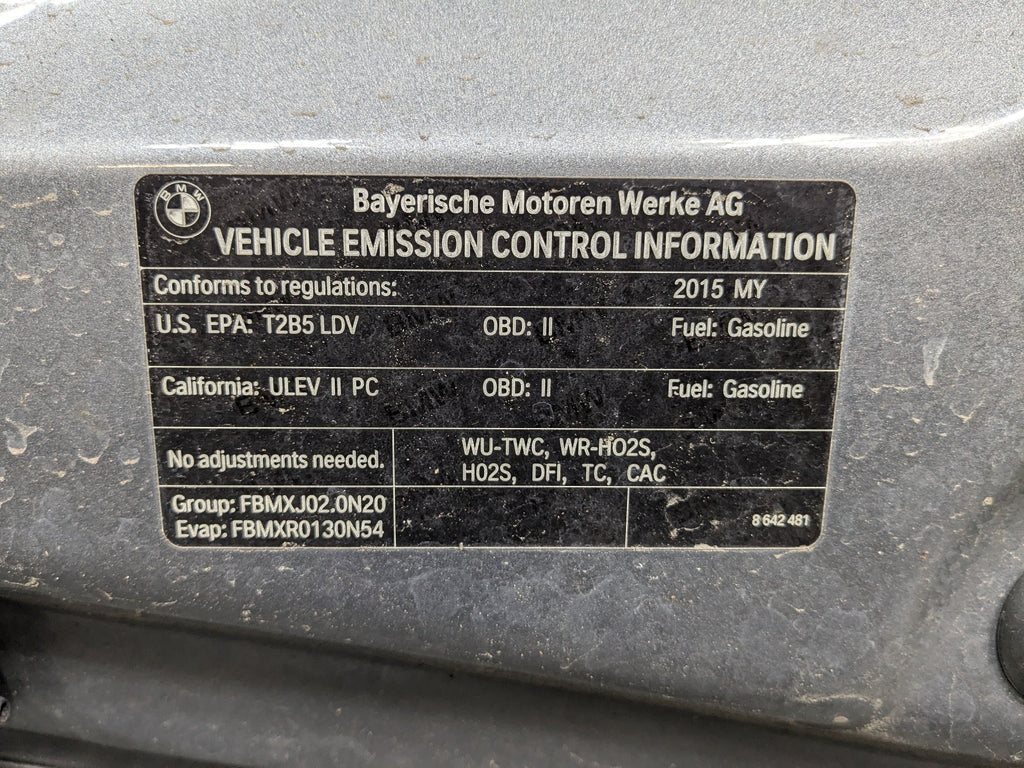 BMW
Bayerische Motoren Werke AG
VEHICLE EMISSION CONTROL INFORMATION
Conforms to regulations: 2015 MY
U.S. EPA: T2B5 LDV OBD: II Fuel: Gasoline
California: ULEV II PC OBD: II Fuel: Gasoline
No adjustments needed.
WU-TWC, WR-HO2S,
H02S, DFI, TC, CAC
Group: FBMXJ02.0N20
Evap: FBMXR0130N54
8 642 481